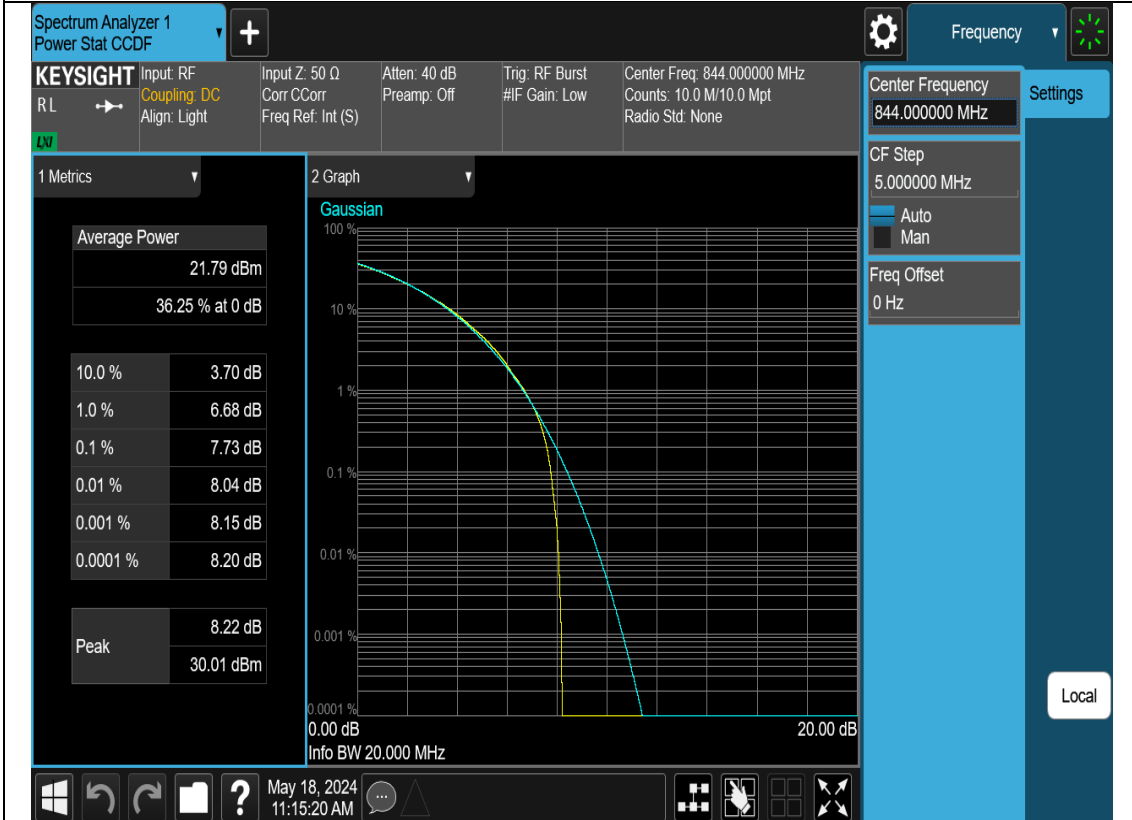 Spectrum Analyzer 1
Power Stat CCDF
+
Frequency
KEYSIGHT
RL
LXI
Input: RF
Coupling: DC
Align: Light
Input Z: 50 Ω
Corr CCorr
Freq Ref: Int (S)
Atten: 40 dB
Preamp: Off
Trig: RF Burst
#IF Gain: Low
Center Freq: 844.000000 MHz
Counts: 10.0 M/10.0 Mpt
Radio Std: None
Center Frequency
844.000000 MHz
Settings
CF Step
5.000000 MHz
Auto
Man
Freq Offset
0 Hz
Local
1 Metrics
Average Power
21.79 dBm
36.25 % at 0 dB
10.0 % 3.70 dB
1.0 % 6.68 dB
0.1 % 7.73 dB
0.01 % 8.04 dB
0.001 % 8.15 dB
0.0001 % 8.20 dB
Peak
8.22 dB
30.01 dBm
2 Graph
Gaussian
100 %
10 %
1 %
0.1 %
0.01 %
0.001 %
0.0001 %
0.00 dB 20.00 dB
Info BW 20.000 MHz
?
May 18, 2024
11:15:20 AM